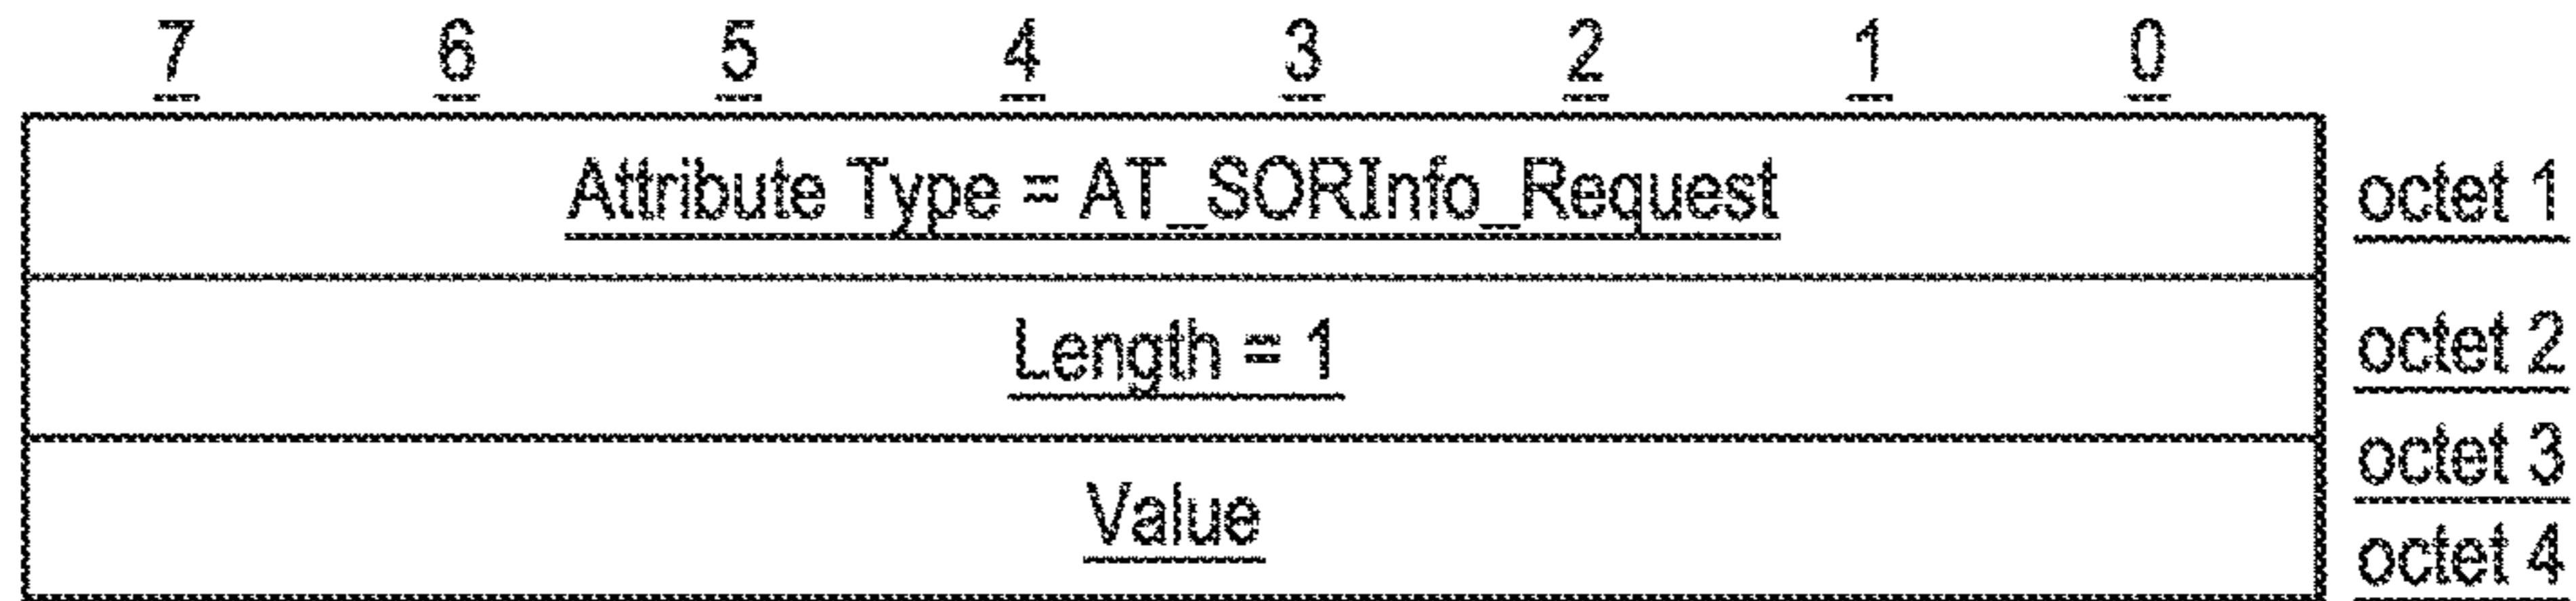 7 6 5 4 3 2 1 0
Attribute Type = AT_SORInfo_Request octet 1
Length = 1 octet 2
octet 3
Value
octet 4